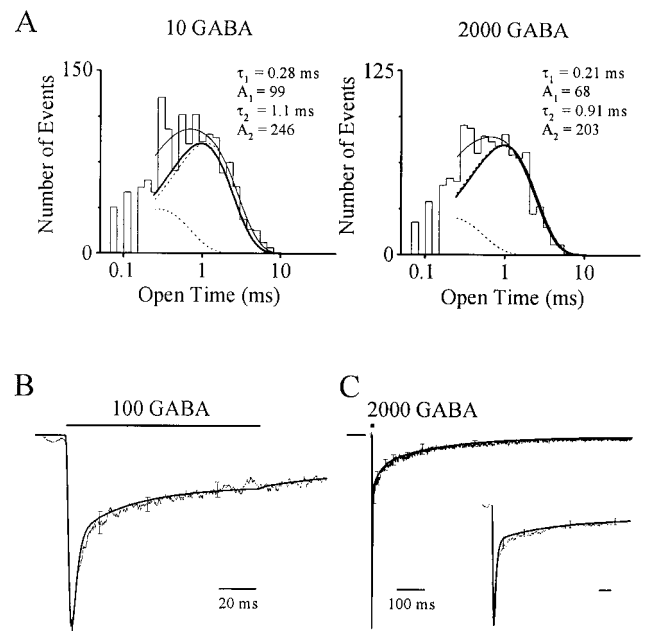 A
10 GABA
150
Number of Events
0
0.1 1 10
Open Time (ms)
τ1 = 0.28 ms
A1 = 99
τ2 = 1.1 ms
A2 = 246
2000 GABA
125
Number of Events
0
0.1 1 10
Open Time (ms)
τ1 = 0.21 ms
A1 = 68
τ2 = 0.91 ms
A2 = 203
B
100 GABA
20 ms
C
2000 GABA
100 ms